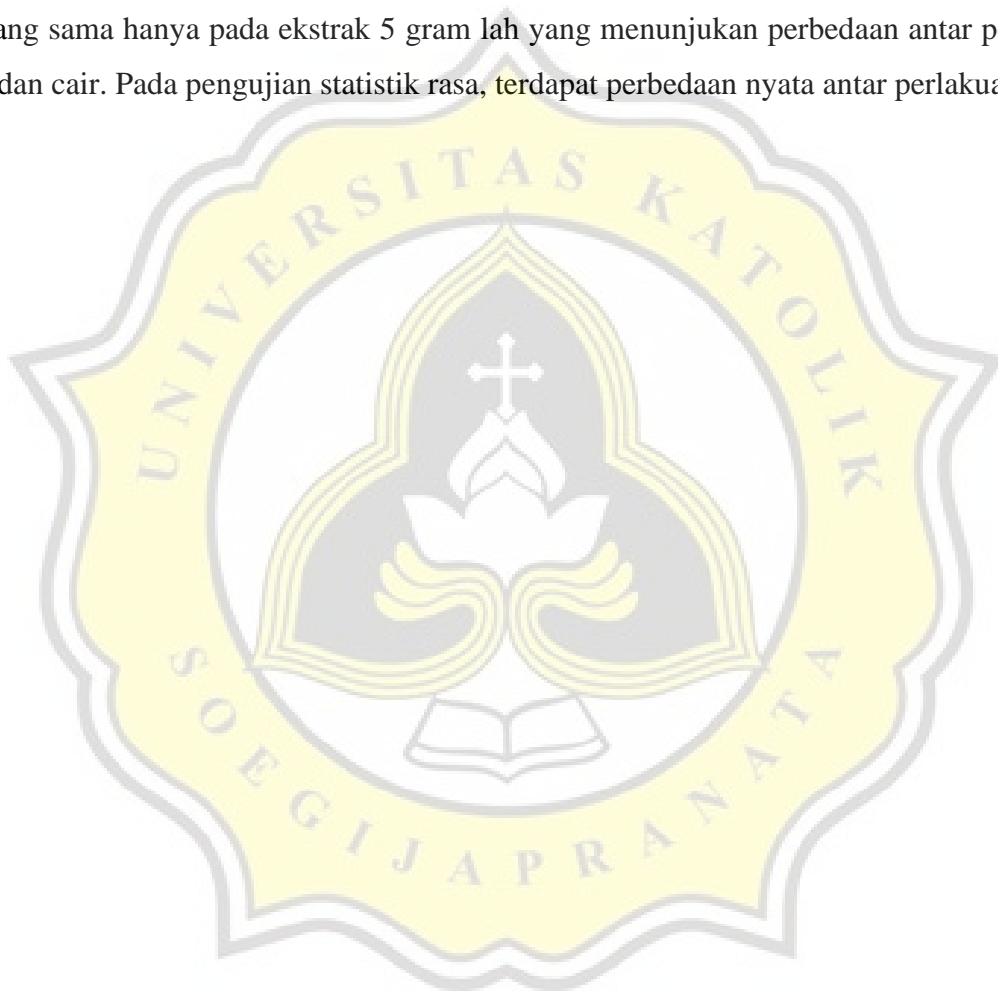 ang sama hanya pada ekstrak 5 gram lah yang menunjukan perbedaan antar p
dan cair. Pada pengujian statistik rasa, terdapat perbedaan nyata antar perlakua
UNIVERSITAS KATOLIK
SOEGIJAPRANATA